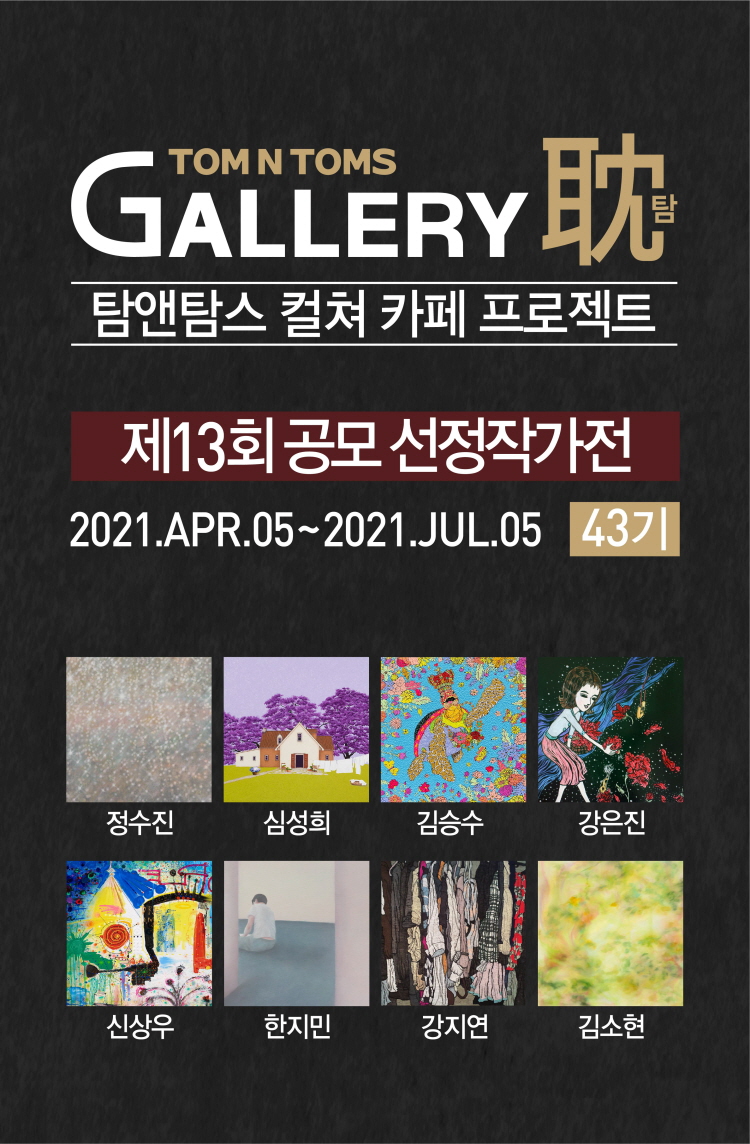 TOM N TOMS
GALLERY 耽 탐
탐앤탐스 컬쳐 카페 프로젝트
제13회 공모 선정작가전
2021.APR.05~2021.JUL.05 43기
정수진 심성희 김승수 강은진
신상우 한지민 강지연 김소현